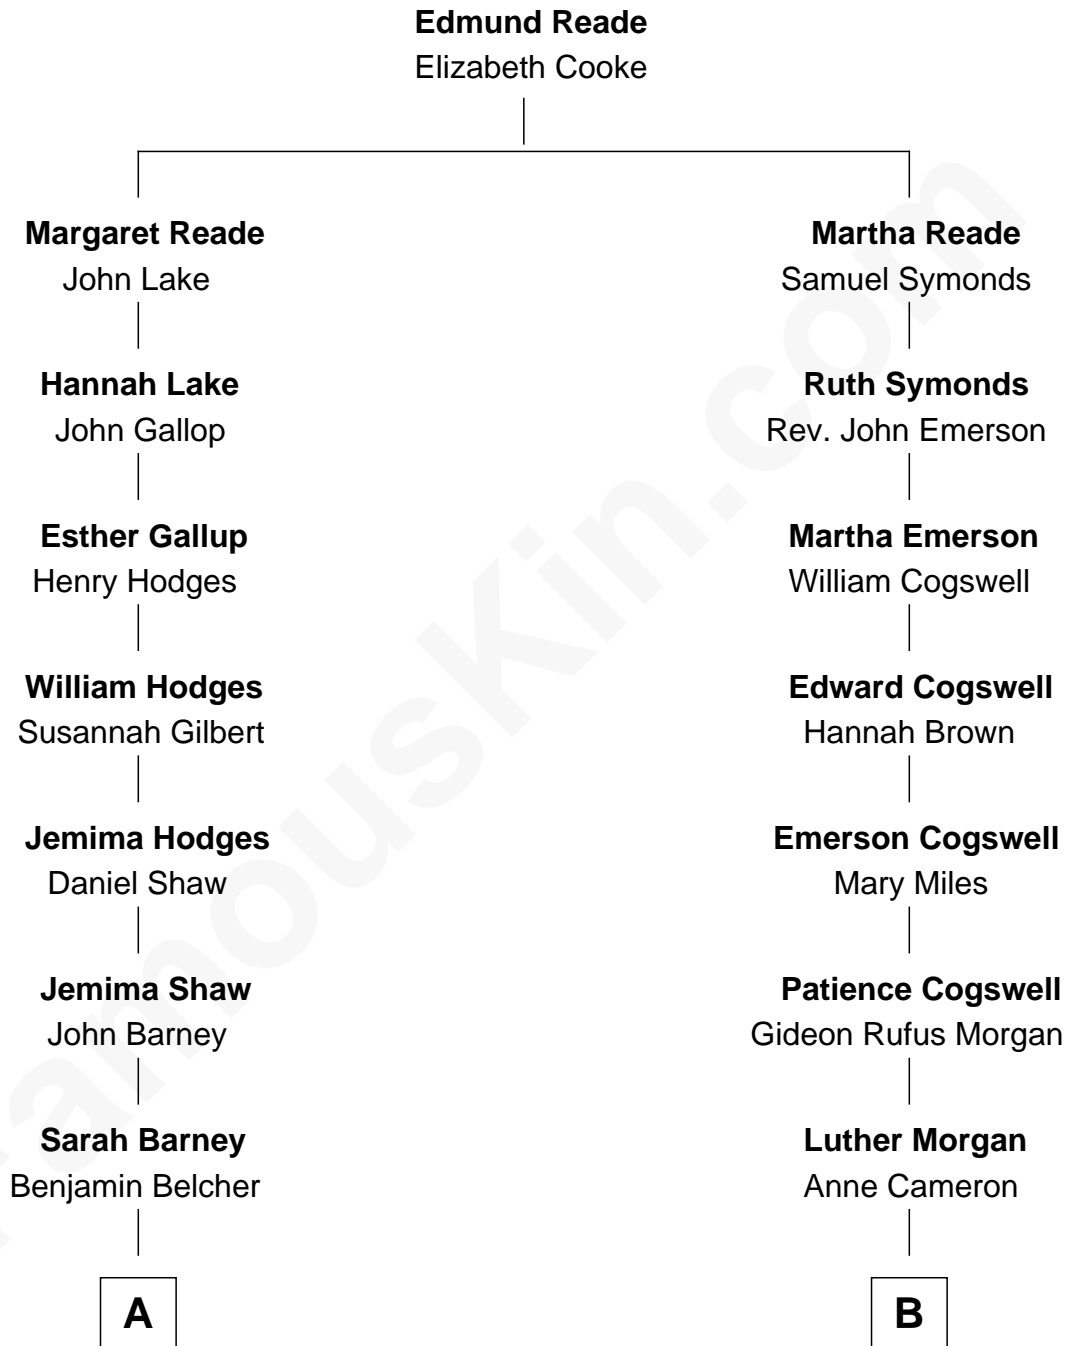 Edmund Reade
Elizabeth Cooke
Margaret Reade
John Lake
Martha Reade
Samuel Symonds
Hannah Lake
John Gallop
Ruth Symonds
Rev. John Emerson
Esther Gallup
Henry Hodges
Martha Emerson
William Cogswell
William Hodges
Susannah Gilbert
Edward Cogswell
Hannah Brown
Jemima Hodges
Daniel Shaw
Emerson Cogswell
Mary Miles
Jemima Shaw
John Barney
Patience Cogswell
Gideon Rufus Morgan
Sarah Barney
Benjamin Belcher
Luther Morgan
Anne Cameron
A
B
FamousKin.com